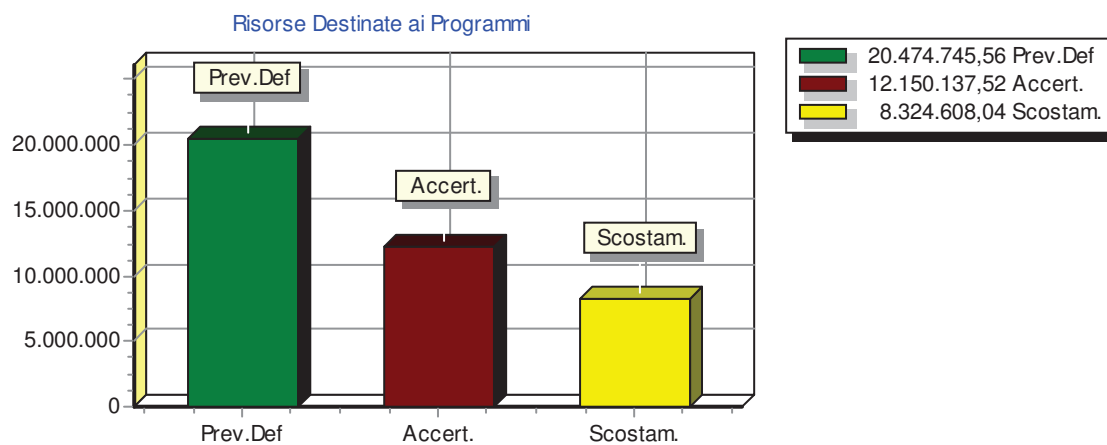 Risorse Destinate ai Programmi
20.474.745,56 Prev.Def
12.150.137,52 Accert.
8.324.608,04 Scostam.
Prev.Def
Accert.
Scostam.
20.000.000
15.000.000
10.000.000
5.000.000
0
Prev.Def Accert. Scostam.